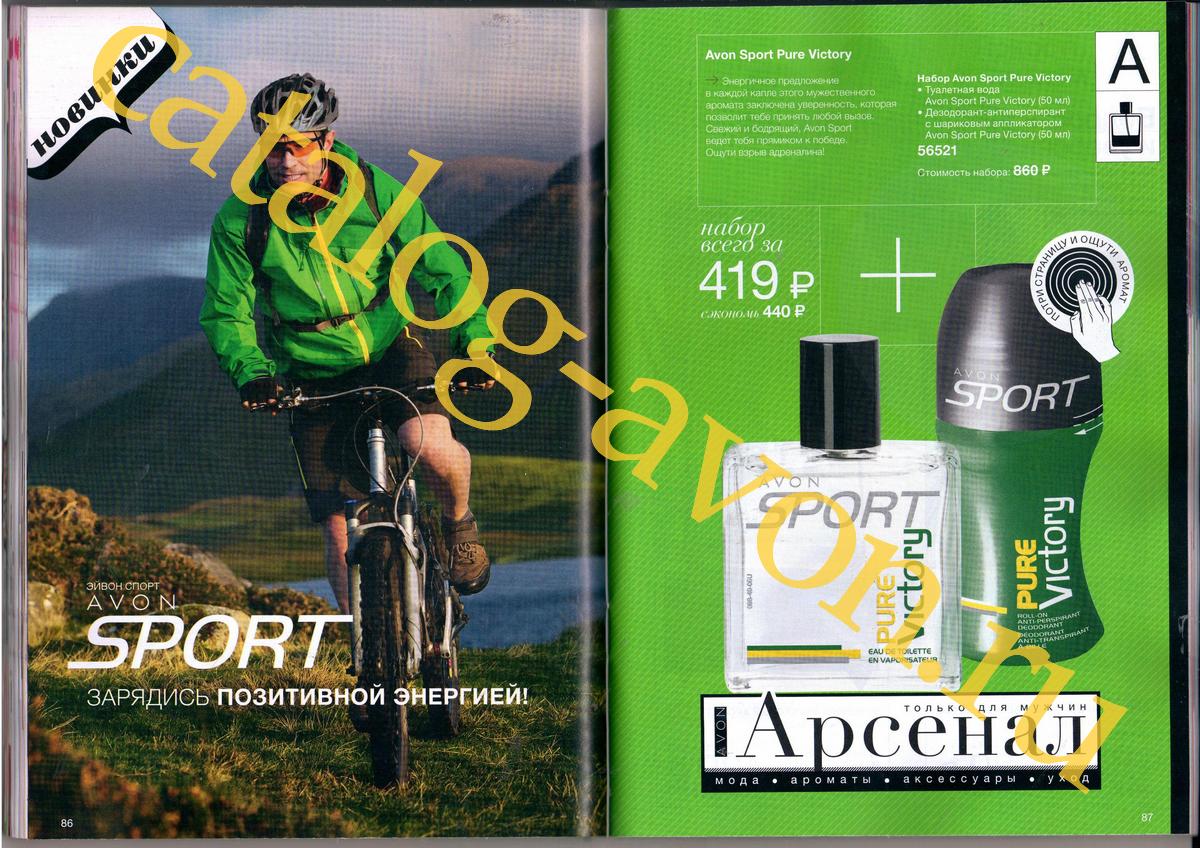 новинки
ЭЙВОН СПОРТ
AVON
SPORT
ЗАРЯДИСЬ ПОЗИТИВНОЙ ЭНЕРГИЕЙ!
86
catalog-avon.ru
Avon Sport Pure Victory
→ Энергичное предложение
в каждой капле этого мужественного
аромата заключена уверенность, которая
позволит тебе принять любой вызов.
Свежий и бодрящий, Avon Sport
ведет тебя прямиком к победе.
Ощути взрыв адреналина!
Набор Avon Sport Pure Victory
• Туалетная вода
Avon Sport Pure Victory (50 мл)
• Дезодорант-антиперспирант
с шариковым аппликатором
Avon Sport Pure Victory (50 мл)
56521
Стоимость набора: 860 ₽
A
набор
всего за
419 ₽
сэкономь 440 ₽
+
ПОТРИ СТРАНИЦУ И ОЩУТИ АРОМАТ
AVON
SPORT
PURE
VICTORY
ROLL-ON
ANTI-PERSPIRANT
DEODORANT
DÉODORANT
ANTI-TRANSPIRANT
À BILLE
AVON
SPORT
PURE
VICTORY
EAU DE TOILETTE
EN VAPORISATEUR
AVON
только для мужчин
Арсенал
мода • ароматы • аксессуары • уход
87